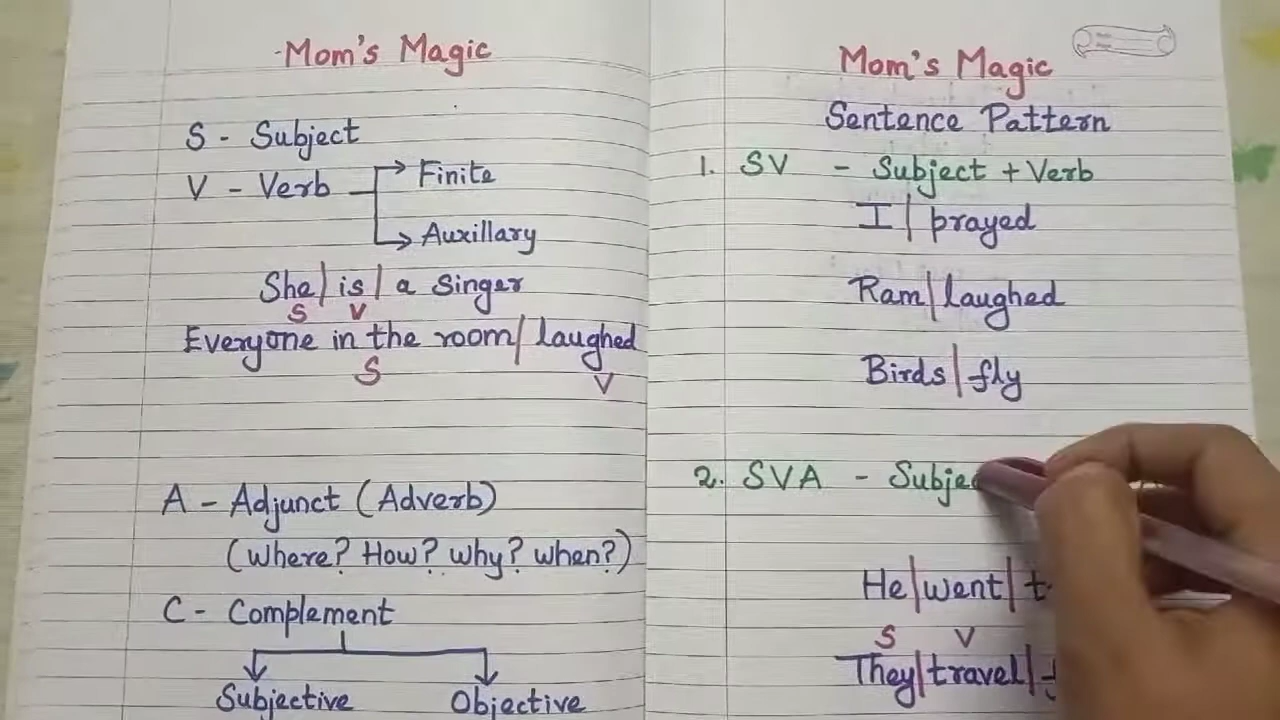 Mom's Magic
S - Subject
V - Verb
Finite
Auxillary
She | is | a singer
S V
Everyone in the room | laughed
S V
A - Adjunct (Adverb)
(where? How? why? when?)
C - Complement
Subjective Objective
Mom's Magic
Sentence Pattern
1. SV - Subject + Verb
I | prayed
Ram | laughed
Birds | fly
2. SVA - Subjec
He | went |
S V
They | travel |